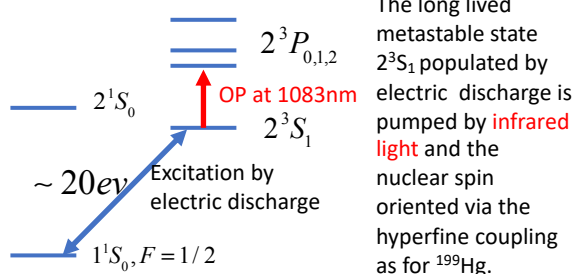 2³P₀,₁,₂
OP at 1083nm
2¹S₀
2³S₁
~ 20ev
Excitation by
electric discharge
1¹S₀, F = 1/2
The long lived
metastable state
2³S₁ populated by
electric discharge is
pumped by infrared
light and the
nuclear spin
oriented via the
hyperfine coupling
as for ¹⁹⁹Hg.